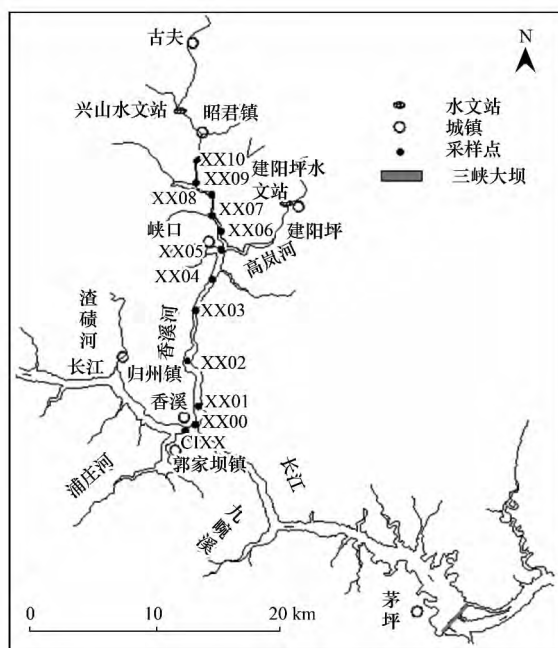 古夫
N
兴山水文站
昭君镇
水文站
城镇
采样点
三峡大坝
XX10
建阳坪水
文站
XX09
XX08
XX07
建阳坪
峡口
XX06
XX05
高岚河
XX04
渣碛河
香溪河
XX03
长江
归州镇
XX02
香溪
XX01
XX00
CJXX
郭家坝镇
浦庄河
长江
九畹溪
茅坪
0
10
20 km